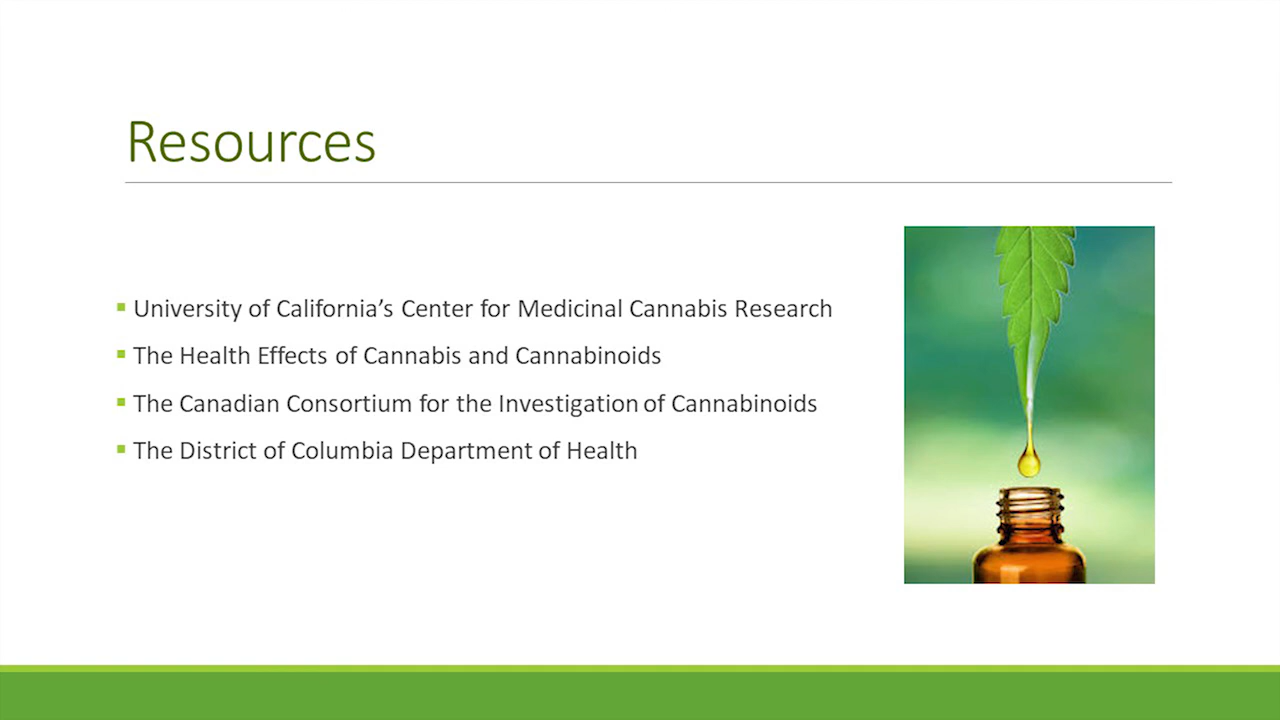 Resources
University of California’s Center for Medicinal Cannabis Research
The Health Effects of Cannabis and Cannabinoids
The Canadian Consortium for the Investigation of Cannabinoids
The District of Columbia Department of Health